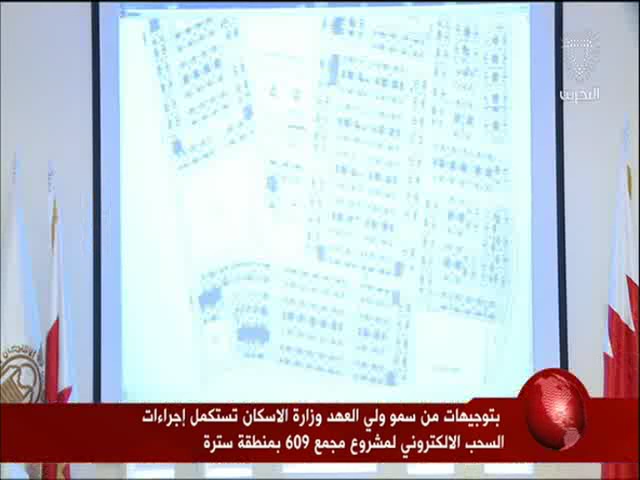 البحرين
بتوجيهات من سمو ولي العهد وزارة الاسكان تستكمل إجراءات
السحب الالكتروني لمشروع مجمع 609 بمنطقة سترة